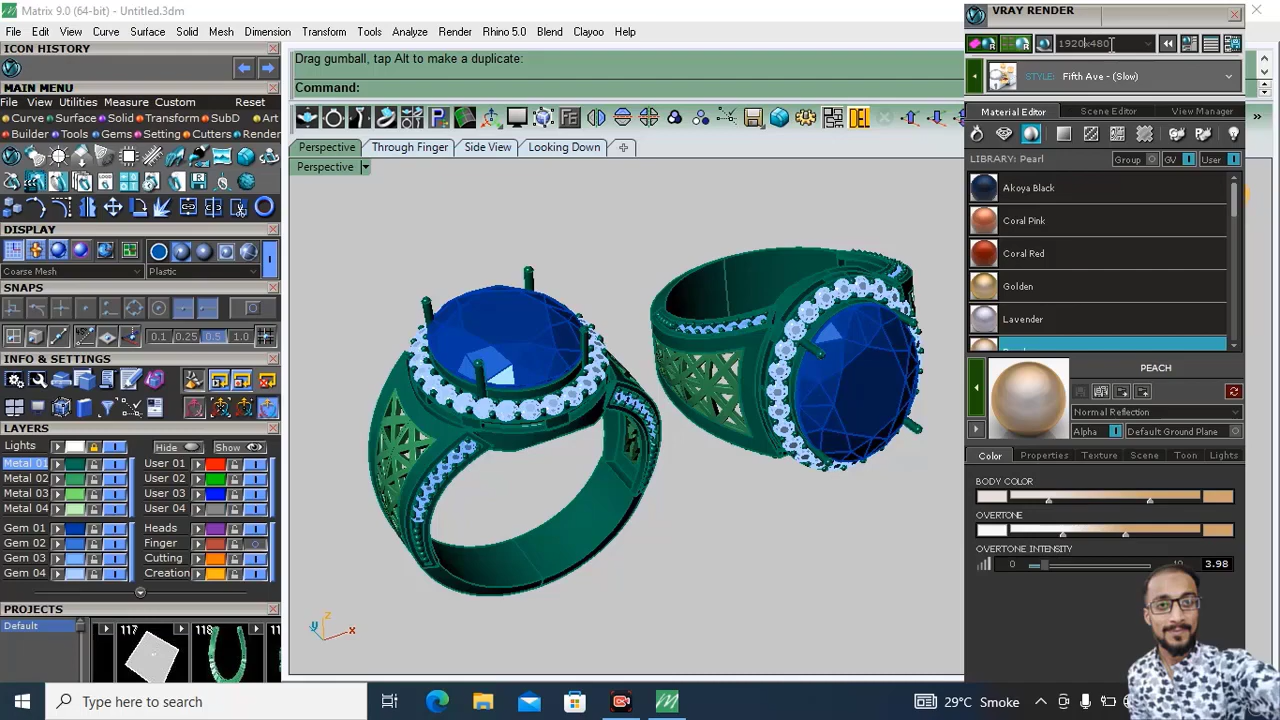 Matrix 9.0 (64-bit) - Untitled.3dm
File Edit View Curve Surface Solid Mesh Dimension Transform Tools Analyze Render Rhino 5.0 Blend Clayoo Help
ICON HISTORY
MAIN MENU
File View Utilities Measure Custom Reset
Curve Surface Solid Transform SubD Art
Builder Tools Gems Setting Cutters Render
DISPLAY
Coarse Mesh Plastic
SNAPS
0.1 0.25 0.5 1.0
INFO & SETTINGS
LAYERS
Lights Hide Show
Metal 01 User 01
Metal 02 User 02
Metal 03 User 03
Metal 04 User 04
Gem 01 Heads
Gem 02 Finger
Gem 03 Cutting
Gem 04 Creation
PROJECTS
Default 117 118
Drag gumball, tap Alt to make a duplicate:
Command:
Perspective Through Finger Side View Looking Down
Perspective
z
y x
VRAY RENDER
1920x480
STYLE: Fifth Ave - (Slow)
Material Editor Scene Editor View Manager
LIBRARY: Pearl Group GV User
Akoya Black
Coral Pink
Coral Red
Golden
Lavender
PEACH
Normal Reflection
Alpha Default Ground Plane
Color Properties Texture Scene Toon Lights
BODY COLOR
OVERTONE
OVERTONE INTENSITY
0 10 3.98
Type here to search
29°C Smoke